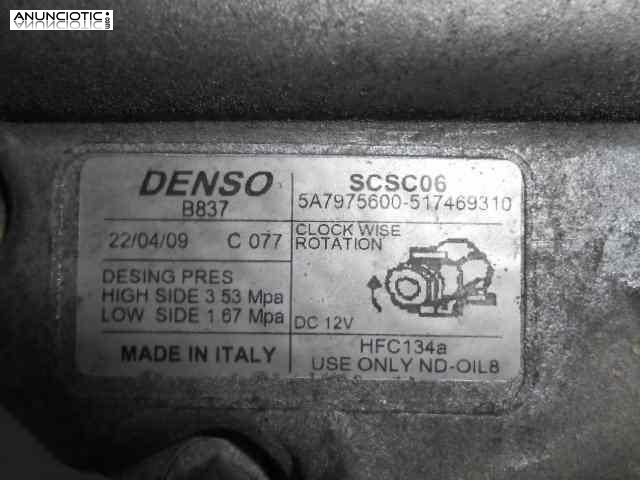 ANUNCIOTIC.com
DENSO
B837
22/04/09 C 077
DESING PRES
HIGH SIDE 3.53 Mpa
LOW SIDE 1.67 Mpa
MADE IN ITALY
SCSC06
5A7975600-517469310
CLOCK WISE
ROTATION
DC 12V
HFC134a
USE ONLY ND-OIL8